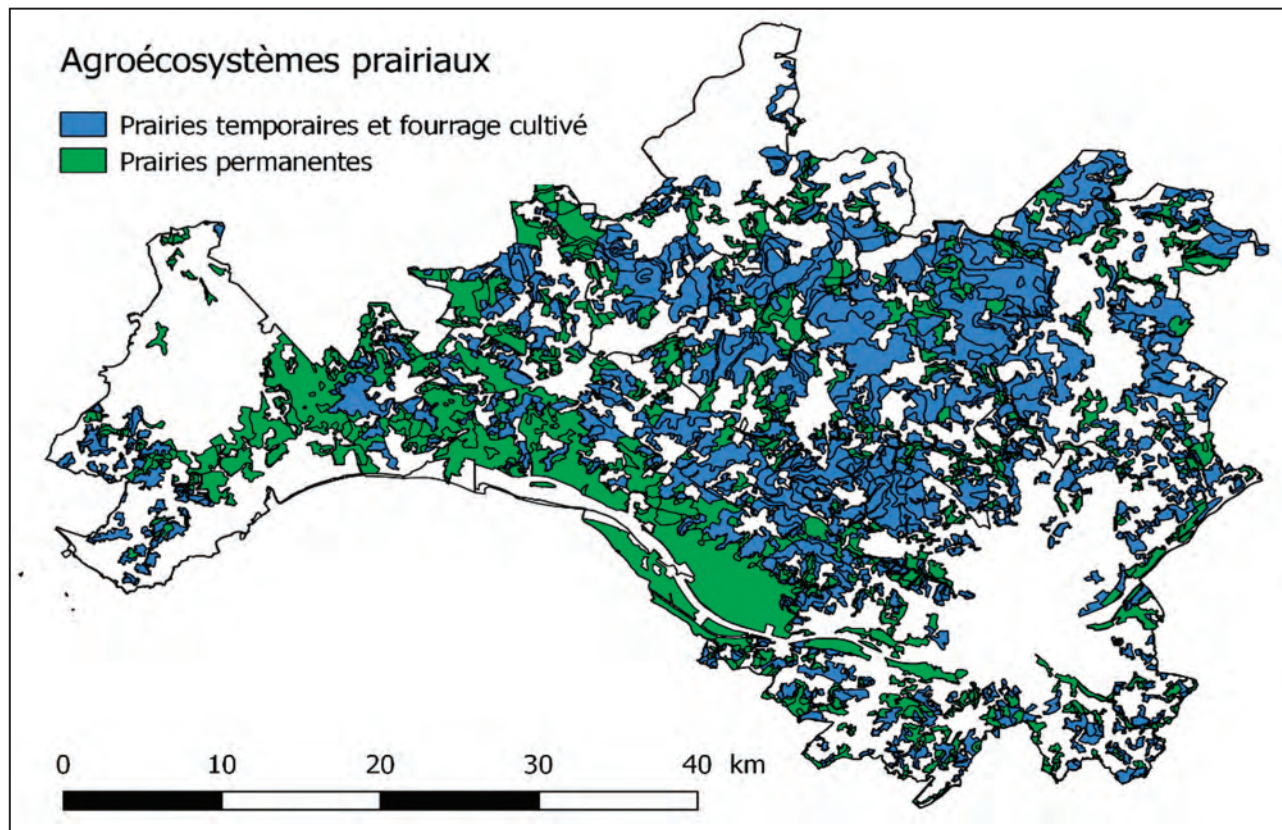 Agroécosystèmes prairiaux
Prairies temporaires et fourrage cultivé
Prairies permanentes
0 10 20 30 40 km